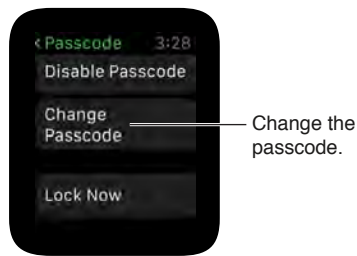 < Passcode 3:28
Disable Passcode
Change
Passcode
Change the
passcode.
Lock Now